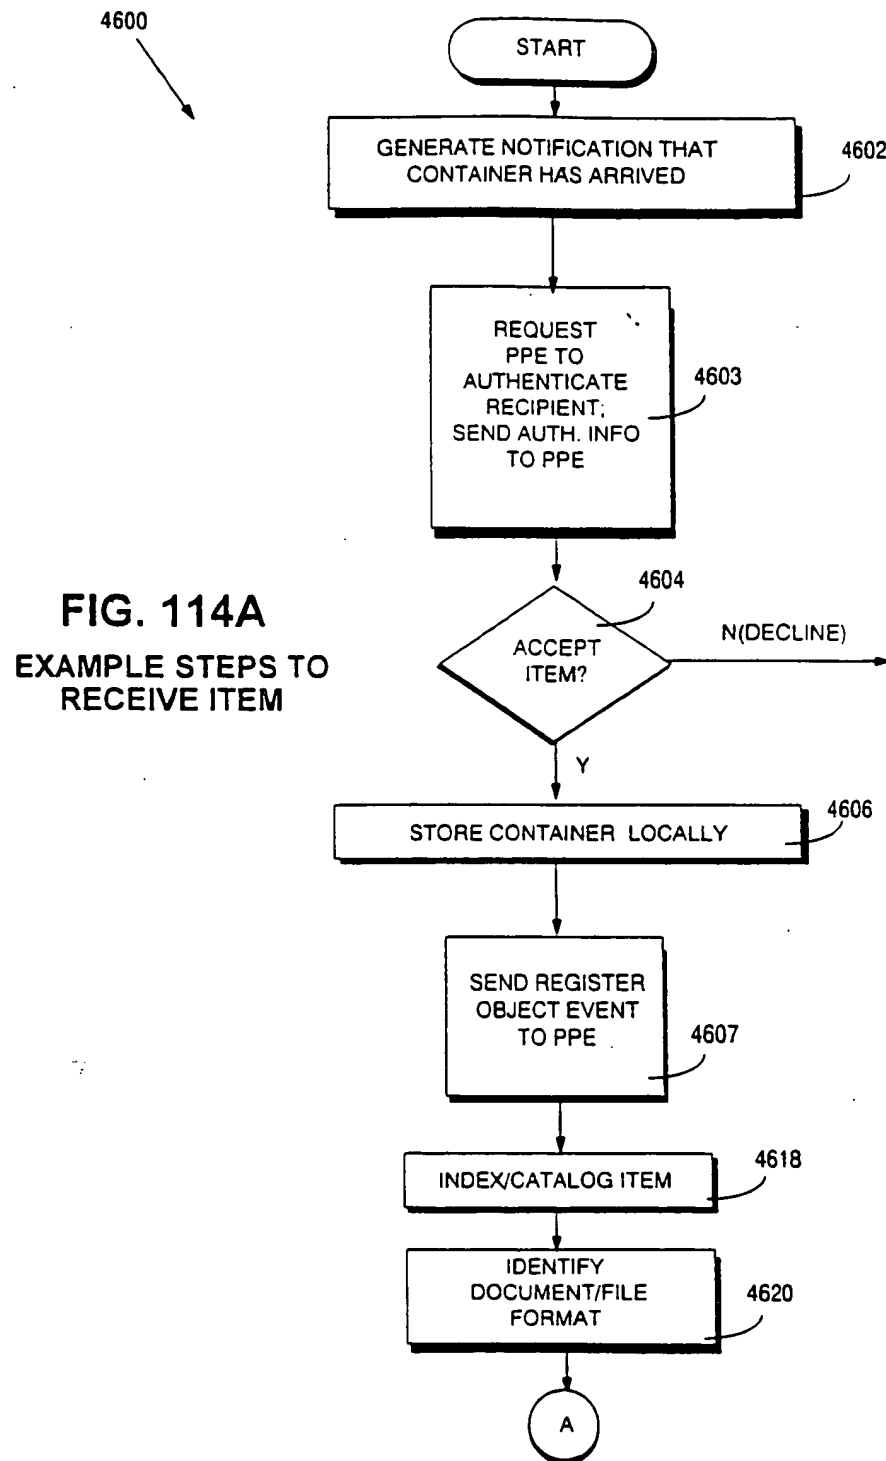 4600
START
GENERATE NOTIFICATION THAT
CONTAINER HAS ARRIVED
4602
REQUEST
PPE TO
AUTHENTICATE
RECIPIENT;
SEND AUTH. INFO
TO PPE
4603
FIG. 114A
EXAMPLE STEPS TO
RECEIVE ITEM
4604
ACCEPT
ITEM?
N(DECLINE)
Y
STORE CONTAINER LOCALLY
4606
SEND REGISTER
OBJECT EVENT
TO PPE
4607
INDEX/CATALOG ITEM
4618
IDENTIFY
DOCUMENT/FILE
FORMAT
4620
A